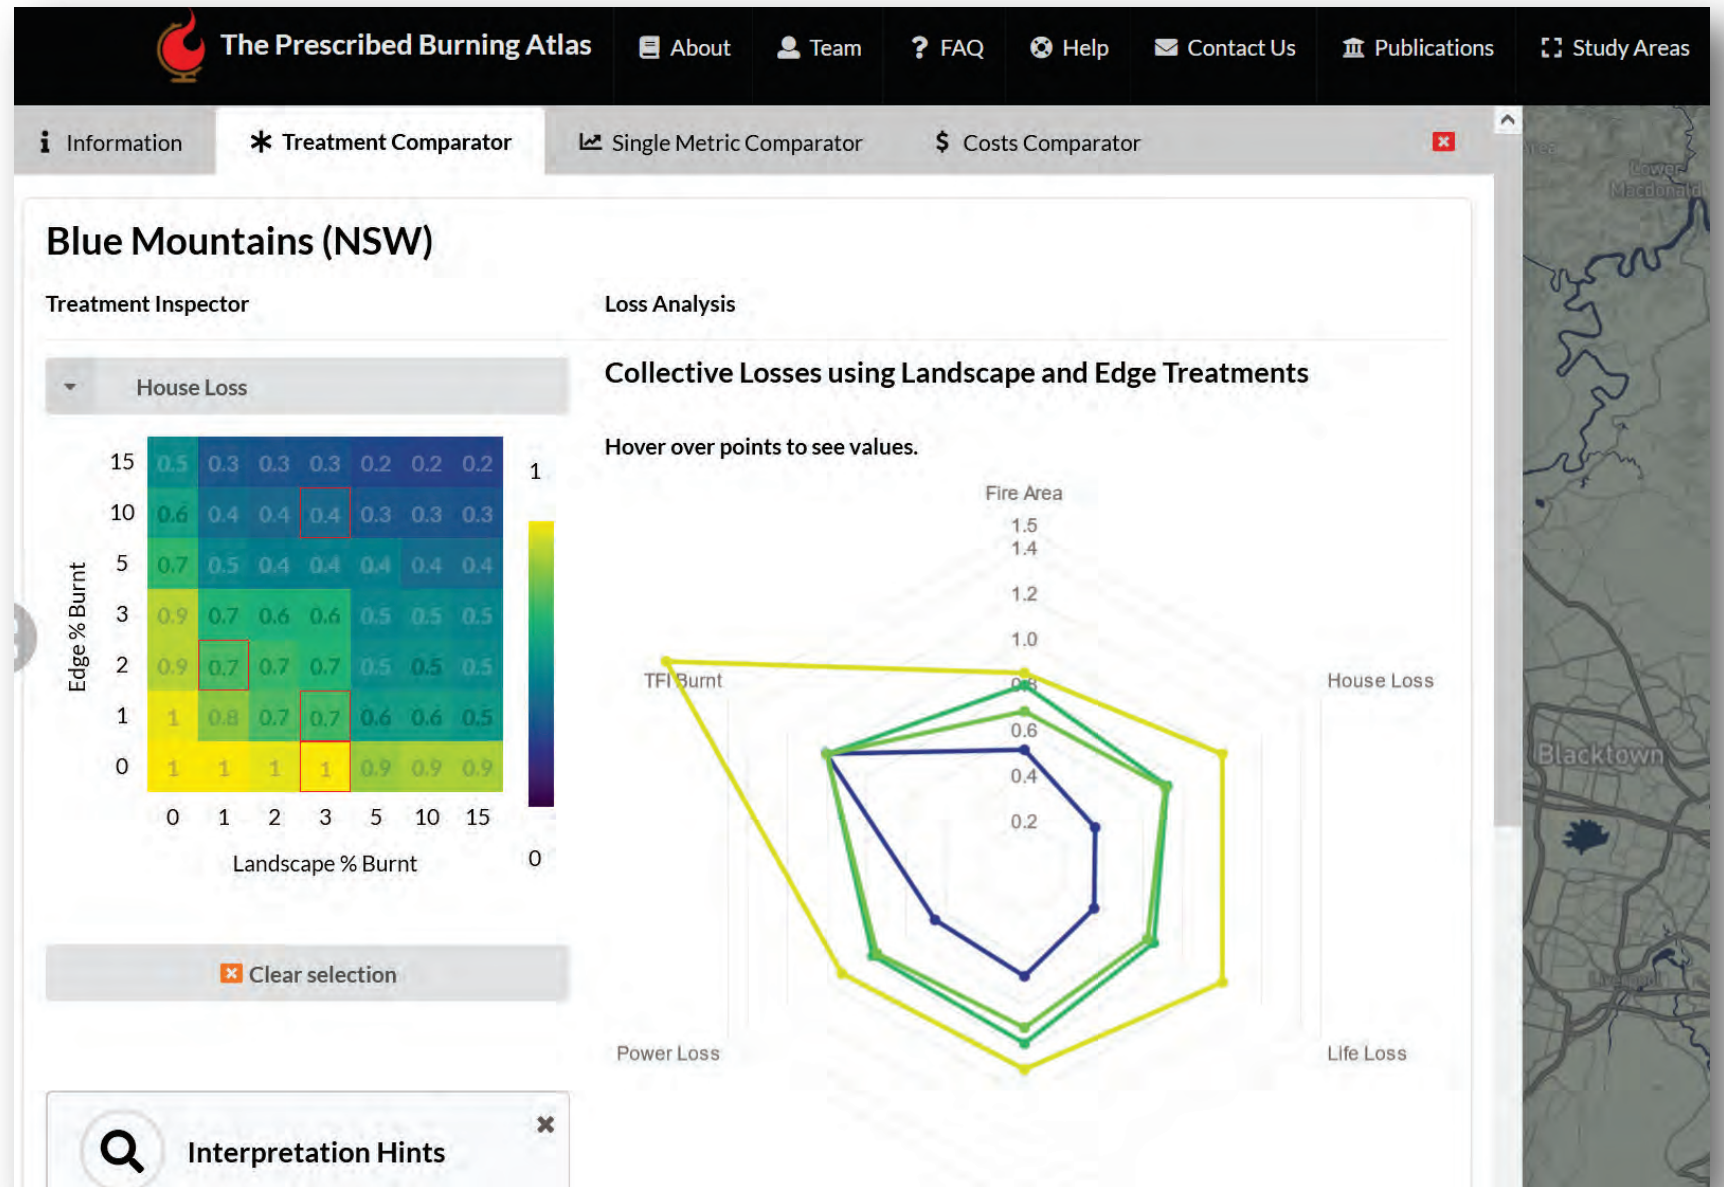 The Prescribed Burning Atlas About Team FAQ Help Contact Us Publications Study Areas
Information Treatment Comparator Single Metric Comparator $ Costs Comparator
Lower
Macdonald
Blue Mountains (NSW)
Treatment Inspector
Loss Analysis
House Loss
Collective Losses using Landscape and Edge Treatments
Hover over points to see values.
15 0.5 0.3 0.3 0.3 0.2 0.2 0.2
10 0.6 0.4 0.4 0.4 0.3 0.3 0.3
5 0.7 0.5 0.4 0.4 0.4 0.4 0.4
3 0.9 0.7 0.6 0.6 0.5 0.5 0.5
2 0.9 0.7 0.7 0.7 0.5 0.5 0.5
1 1 0.8 0.7 0.7 0.6 0.6 0.5
0 1 1 1 1 0.9 0.9 0.9
0 1 2 3 5 10 15
Edge % Burnt
Landscape % Burnt
1
0
Fire Area
1.5
1.4
1.2
1.0
0.8
0.6
0.4
0.2
TFI Burnt
House Loss
Power Loss
Life Loss
Blacktown
Clear selection
Interpretation Hints